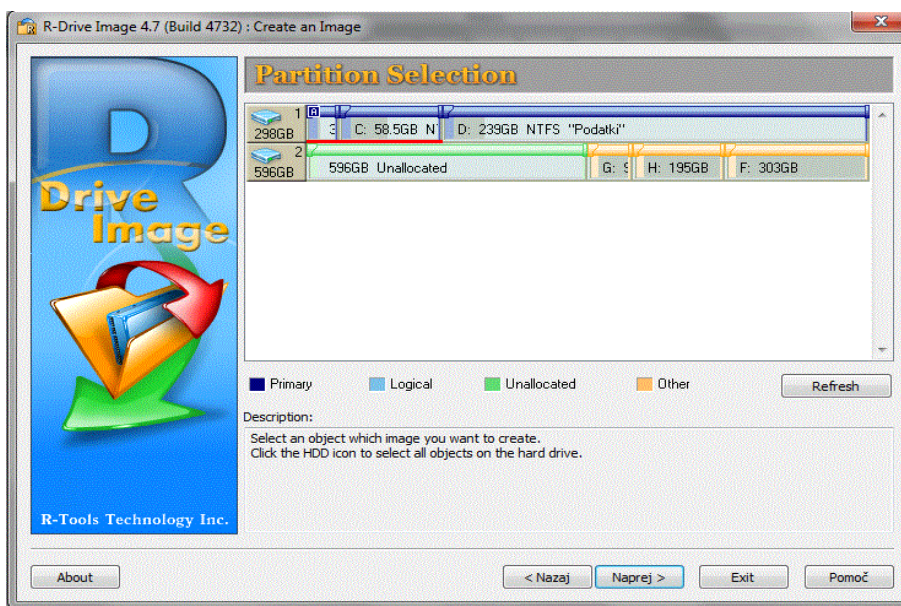 R-Drive Image 4.7 (Build 4732) : Create an Image
Partition Selection
1
298GB
A
3
C: 58.5GB N
D: 239GB NTFS "Podatki"
2
596GB
596GB Unallocated
G:
H: 195GB
F: 303GB
R
Drive
Image
Primary
Logical
Unallocated
Other
Refresh
Description:
Select an object which image you want to create.
Click the HDD icon to select all objects on the hard drive.
R-Tools Technology Inc.
About
< Nazaj
Naprej >
Exit
Pomoč